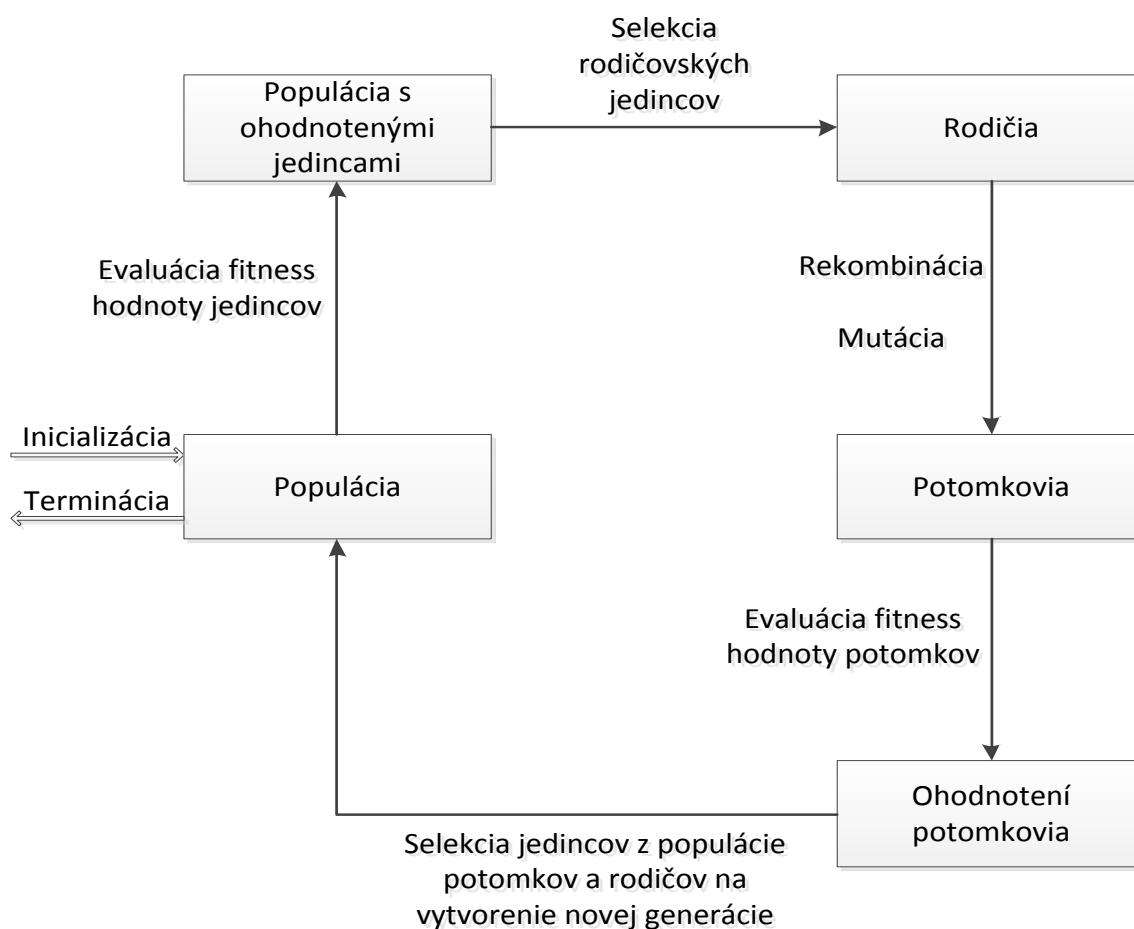 Selekcia
rodičovských
jedincov
Populácia s
ohodnotenými
jedincami
Rodičia
Evaluácia fitness
hodnoty jedincov
Rekombinácia
Mutácia
Inicializácia
Terminácia
Populácia
Potomkovia
Evaluácia fitness
hodnoty potomkov
Ohodnotení
potomkovia
Selekcia jedincov z populácie
potomkov a rodičov na
vytvorenie novej generácie